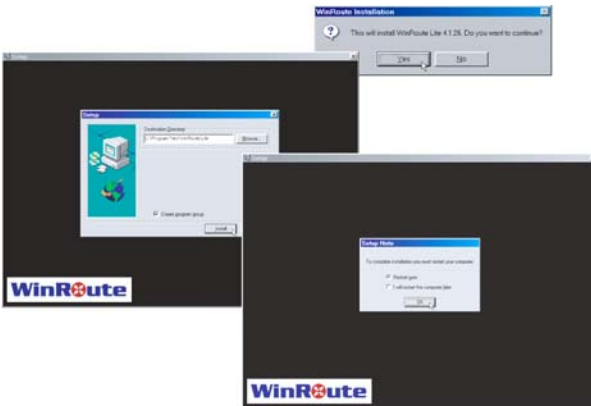 WinRoute Installation
This will install WinRoute Lite 4.1.26. Do you want to continue?
Yes
No
Setup
Setup
Destination Directory
Browse...
Create program group
Install
WinRoute
Setup
Setup Note
To complete installation you must restart your computer
Restart now
I will restart the computer later
OK
WinRoute